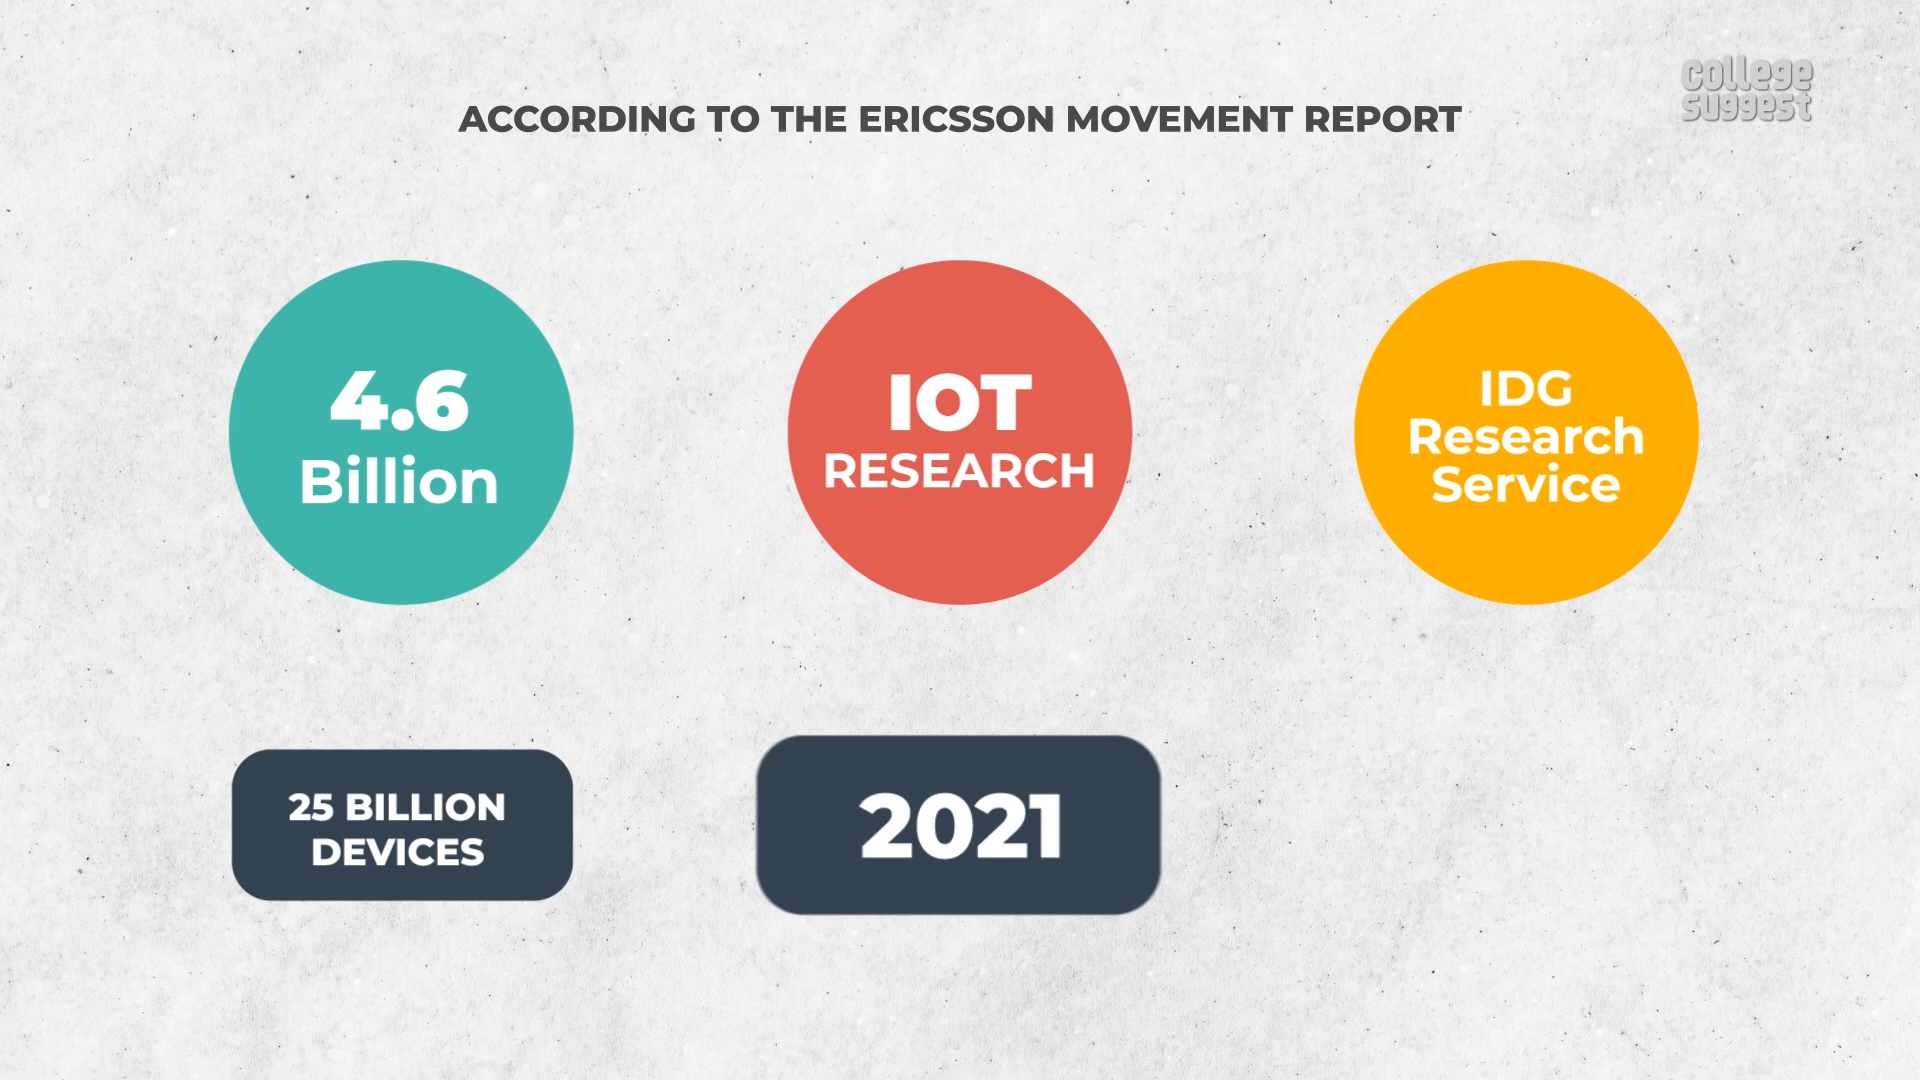 college
suggest
ACCORDING TO THE ERICSSON MOVEMENT REPORT
4.6
Billion
IOT
RESEARCH
IDG
Research
Service
25 BILLION
DEVICES
2021